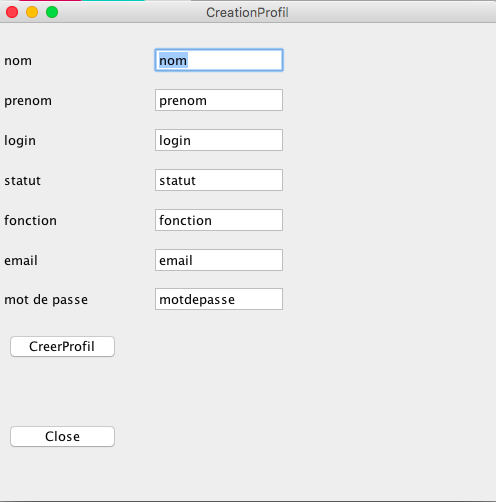 CreationProfil
nom nom
prenom prenom
login login
statut statut
fonction fonction
email email
mot de passe motdepasse
CreerProfil
Close